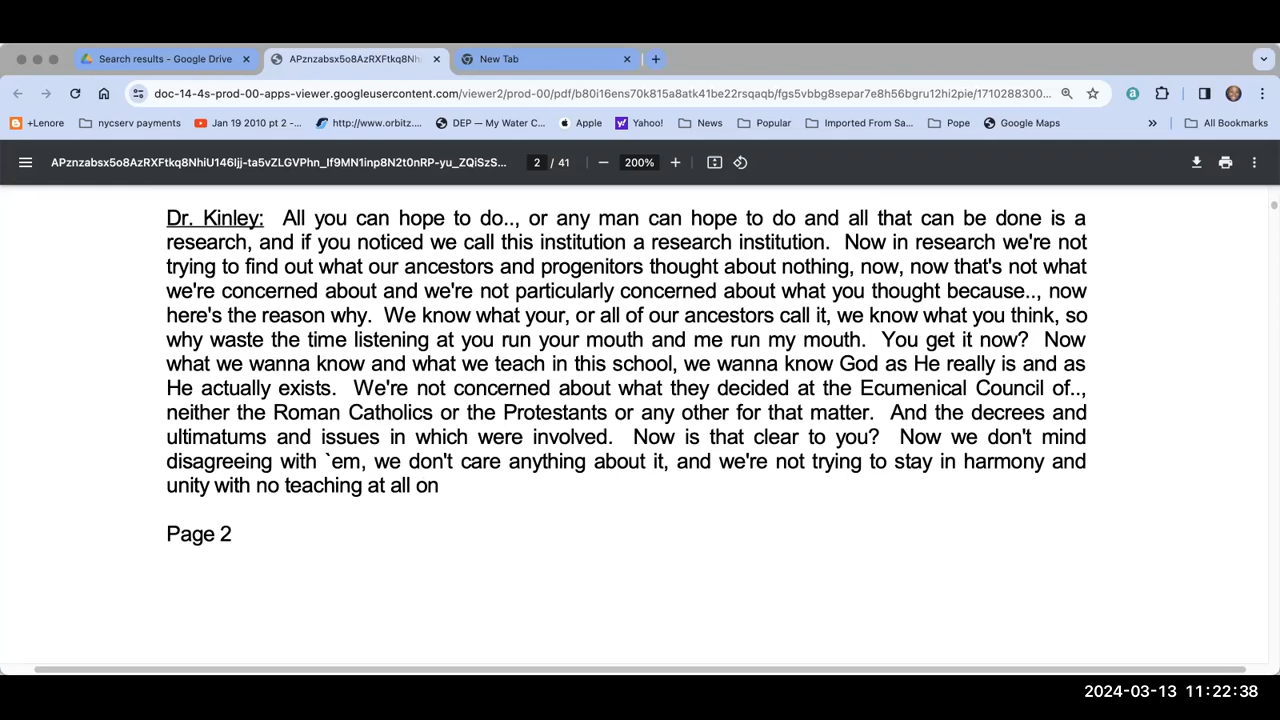 Search results - Google Drive
APznzabsx5o8AzRXFtkq8Nh
New Tab
doc-14-4s-prod-00-apps-viewer.googleusercontent.com/viewer2/prod-00/pdf/b80i16ens70k815a8atk41be22rsqaqb/fgs5vbbg8separ7e8h56bgru12hi2pie/1710288300...
+Lenore
nycserv payments
Jan 19 2010 pt 2 -...
http://www.orbitz....
DEP — My Water C...
Apple
Yahoo!
News
Popular
Imported From Sa...
Pope
Google Maps
All Bookmarks
APznzabsx5o8AzRXFtkq8NhiU146Ijj-ta5vZLGVPhn_If9MN1inp8N2t0nRP-yu_ZQiSzS...
2 / 41
200%
Dr. Kinley: All you can hope to do.., or any man can hope to do and all that can be done is a
research, and if you noticed we call this institution a research institution. Now in research we're not
trying to find out what our ancestors and progenitors thought about nothing, now, now that's not what
we're concerned about and we're not particularly concerned about what you thought because.., now
here's the reason why. We know what your, or all of our ancestors call it, we know what you think, so
why waste the time listening at you run your mouth and me run my mouth. You get it now? Now
what we wanna know and what we teach in this school, we wanna know God as He really is and as
He actually exists. We're not concerned about what they decided at the Ecumenical Council of..,
neither the Roman Catholics or the Protestants or any other for that matter. And the decrees and
ultimatums and issues in which were involved. Now is that clear to you? Now we don't mind
disagreeing with `em, we don't care anything about it, and we're not trying to stay in harmony and
unity with no teaching at all on
Page 2
2024-03-13 11:22:38